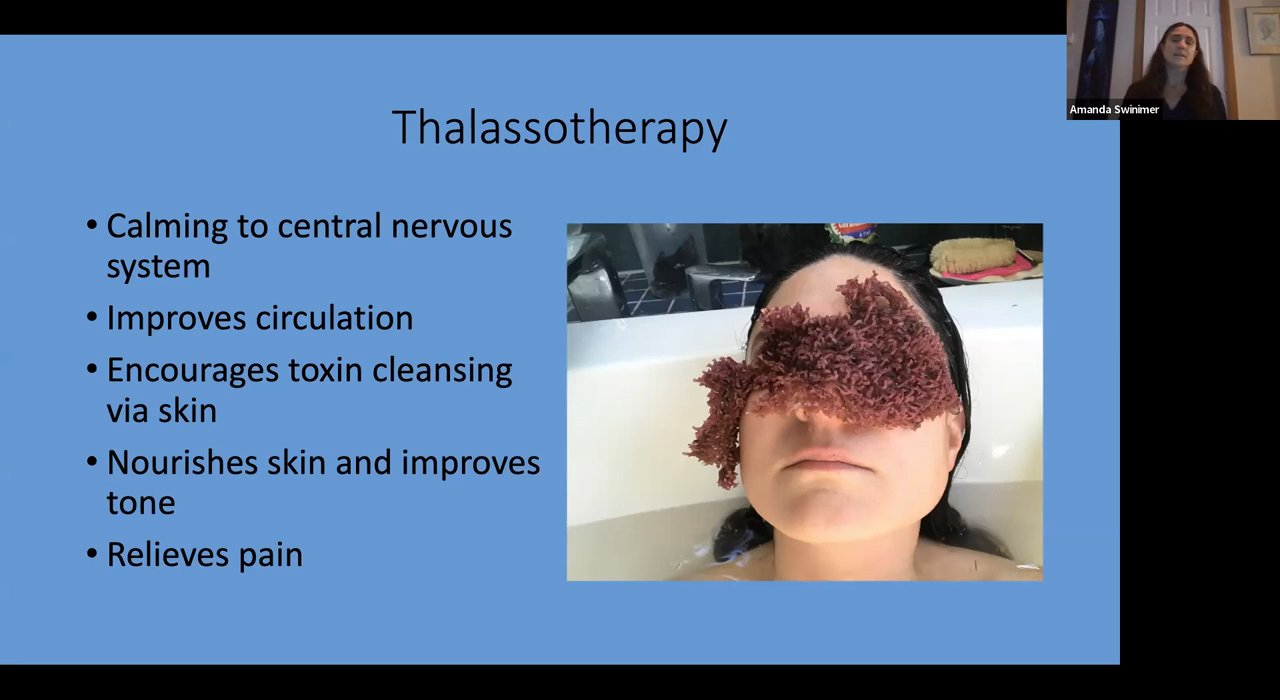 Thalassotherapy
• Calming to central nervous
system
• Improves circulation
• Encourages toxin cleansing
via skin
• Nourishes skin and improves
tone
• Relieves pain
Amanda Swinimer